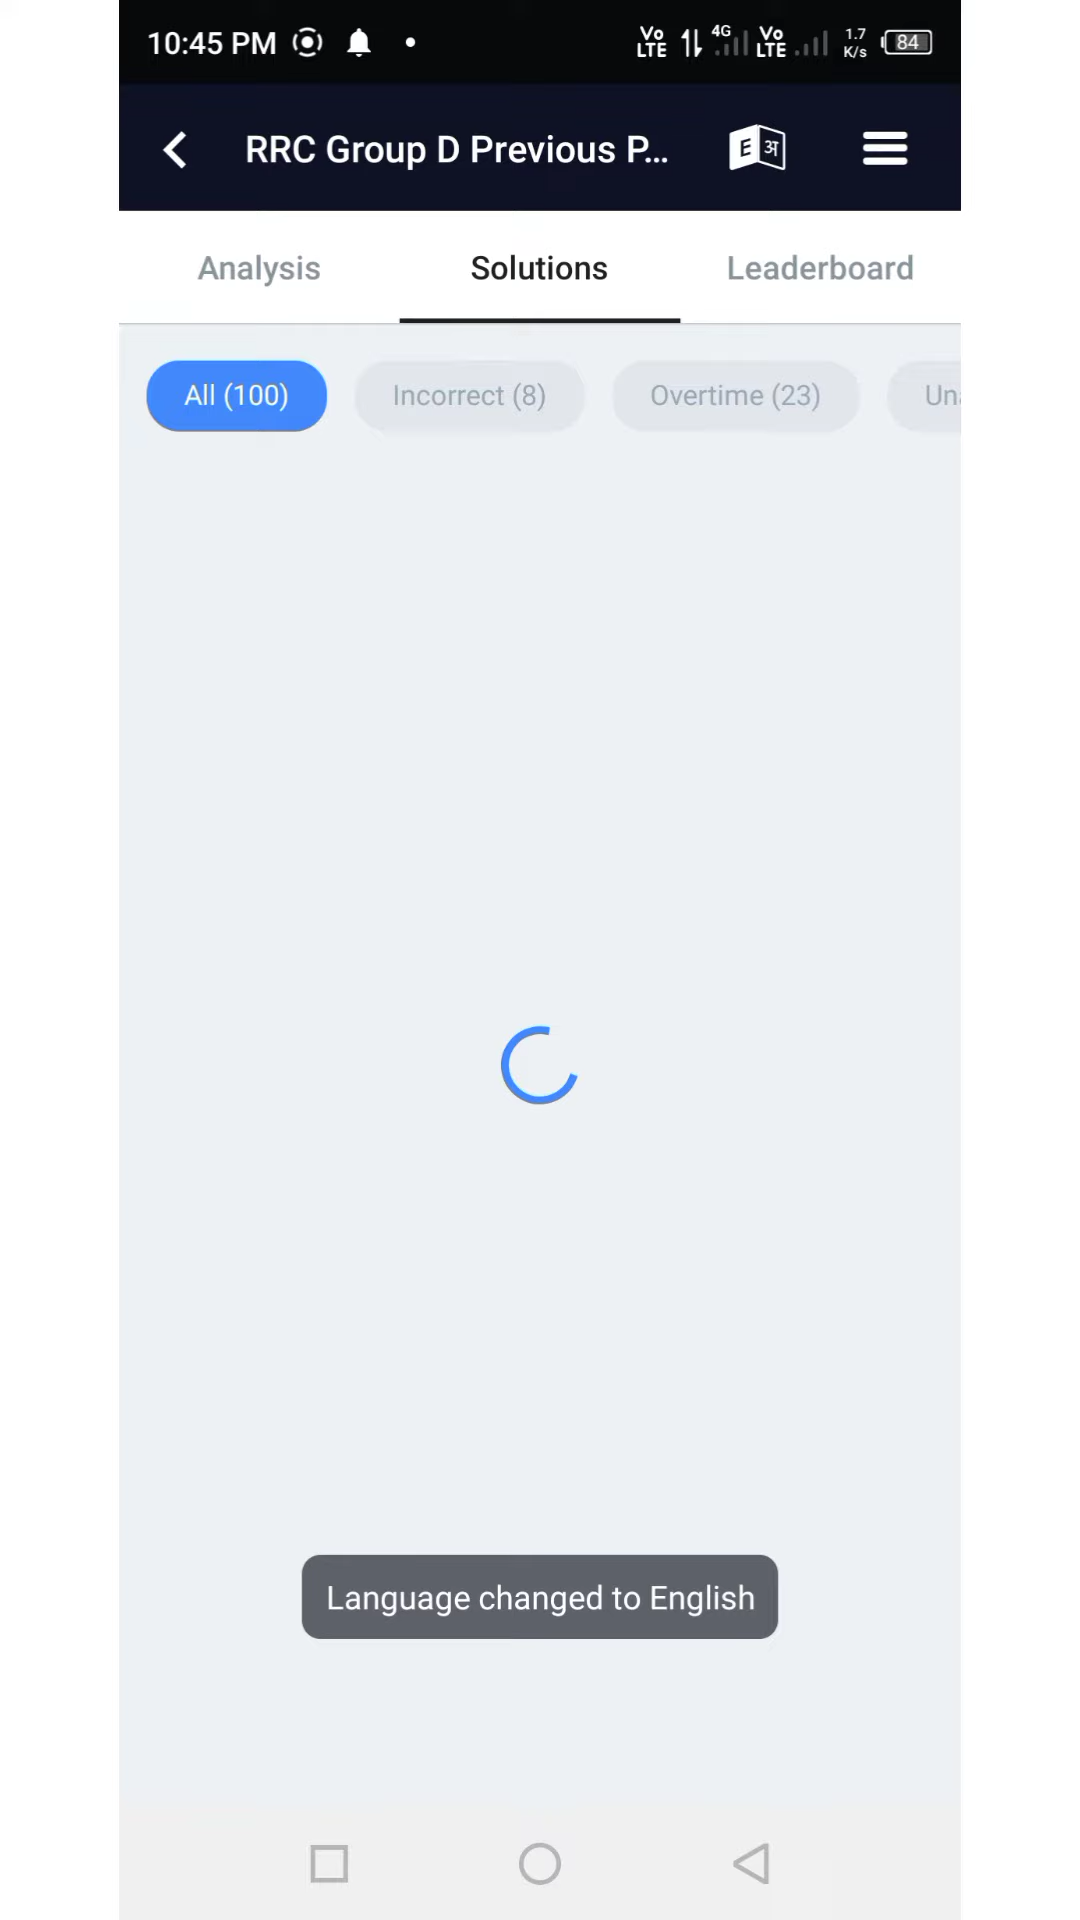 10:45 PM
Vo LTE 4G Vo LTE 1.7 K/s 84
RRC Group D Previous P...
E अ
Analysis Solutions Leaderboard
All (100) Incorrect (8) Overtime (23) Un
Language changed to English